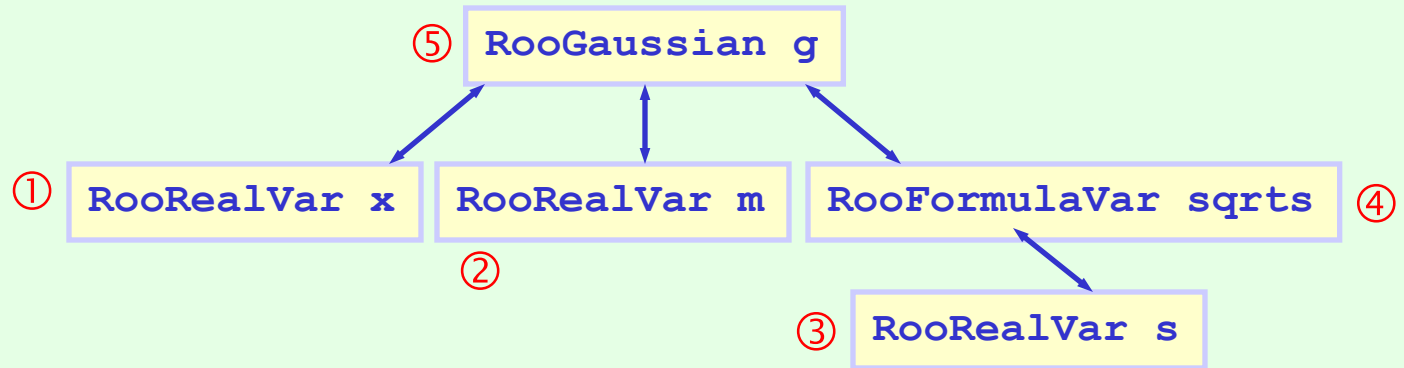 ⑤ RooGaussian g
① RooRealVar x
RooRealVar m
RooFormulaVar sqrts ④
②
③ RooRealVar s